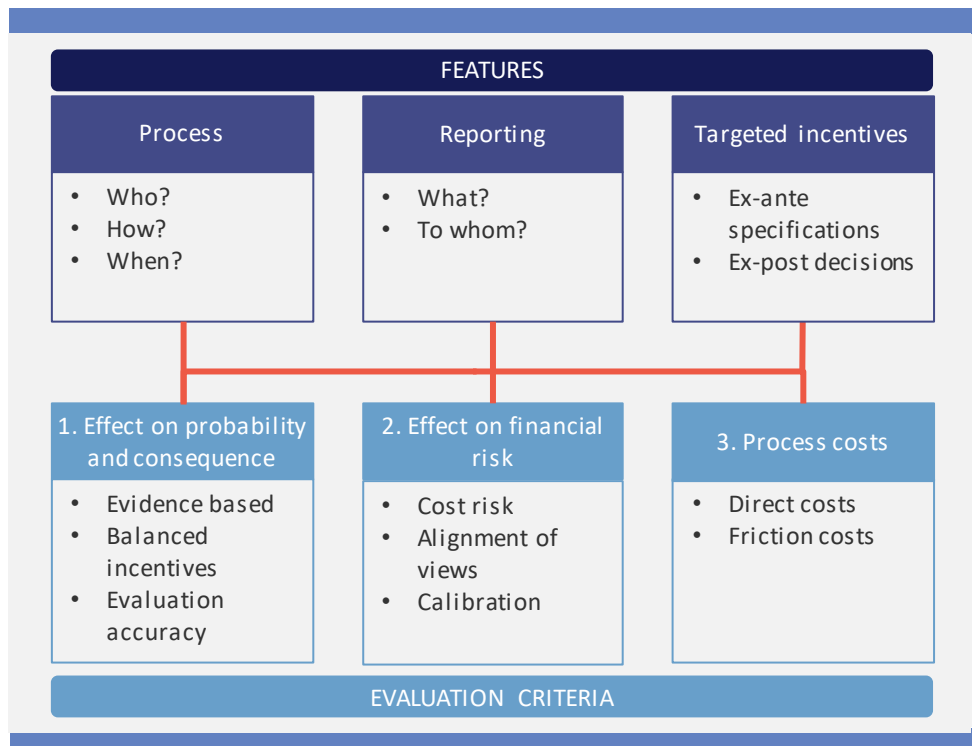 FEATURES
Process
• Who?
• How?
• When?
Reporting
• What?
• To whom?
Targeted incentives
• Ex-ante
specifications
• Ex-post decisions
1. Effect on probability
and consequence
• Evidence based
• Balanced
incentives
• Evaluation
accuracy
2. Effect on financial
risk
• Cost risk
• Alignment of
views
• Calibration
3. Process costs
• Direct costs
• Friction costs
EVALUATION CRITERIA